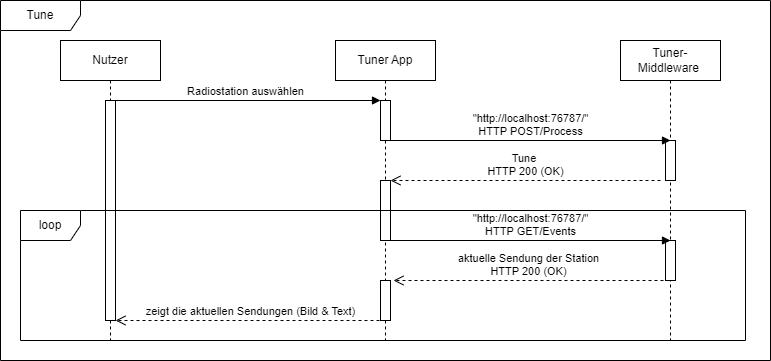 Tune
Nutzer
Tuner App
Tuner-
Middleware
Radiostation auswählen
"http://localhost:76787/"
HTTP POST/Process
Tune
HTTP 200 (OK)
loop
"http://localhost:76787/"
HTTP GET/Events
aktuelle Sendung der Station
HTTP 200 (OK)
zeigt die aktuellen Sendungen (Bild & Text)